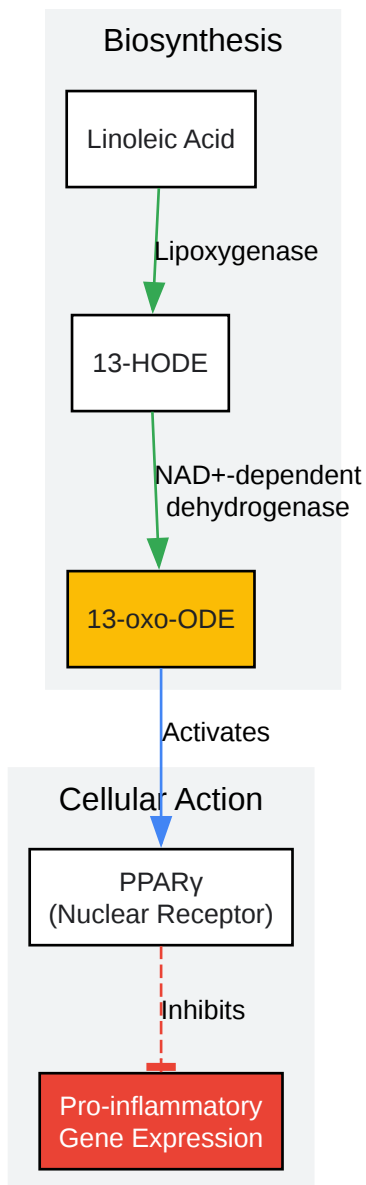 Biosynthesis
Linoleic Acid
Lipoxygenase
13-HODE
NAD+-dependent
dehydrogenase
13-oxo-ODE
Activates
Cellular Action
PPARγ
(Nuclear Receptor)
Inhibits
Pro-inflammatory
Gene Expression